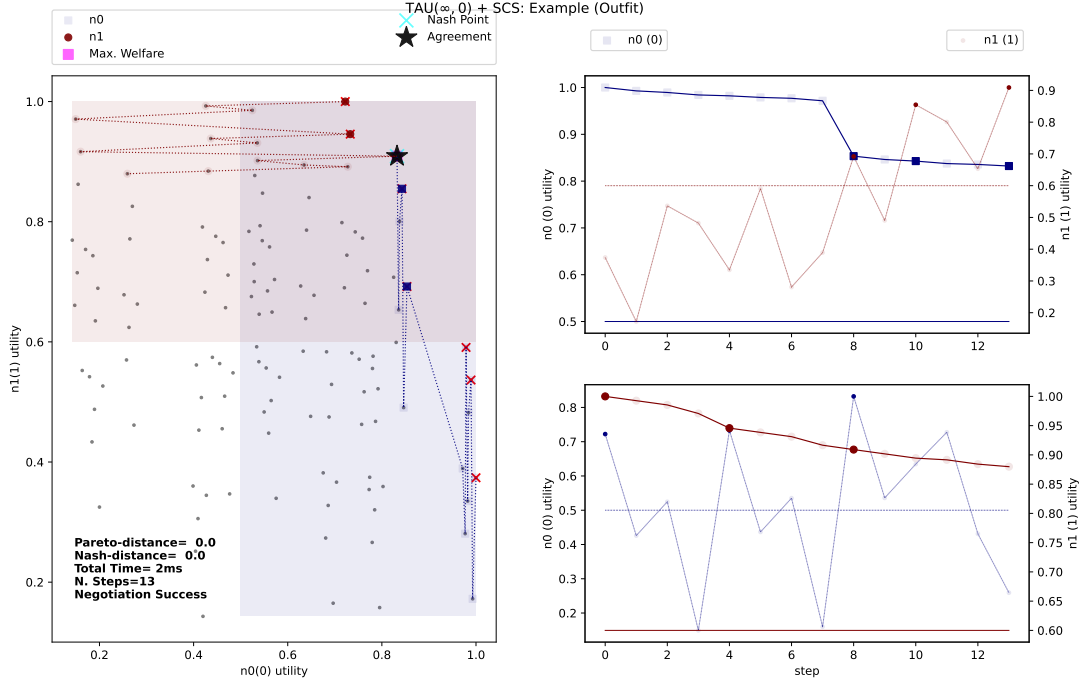 TAU(∞, 0) + SCS: Example (Outfit)
n0
n1
Max. Welfare
Nash Point
Agreement
1.0
0.8
0.6
0.4
0.2
n1(1) utility
Pareto-distance= 0.0
Nash-distance= 0.0
Total Time= 2ms
N. Steps=13
Negotiation Success
0.2 0.4 0.6 0.8 1.0
n0(0) utility
n0 (0)
n1 (1)
1.0
0.9
0.8
0.7
0.6
0.5
n0 (0) utility
0.9
0.8
0.7
0.6
0.5
0.4
0.3
0.2
n1 (1) utility
0 2 4 6 8 10 12
0.8
0.7
0.6
0.5
0.4
0.3
0.2
n0 (0) utility
1.00
0.95
0.90
0.85
0.80
0.75
0.70
0.65
0.60
n1 (1) utility
0 2 4 6 8 10 12
step